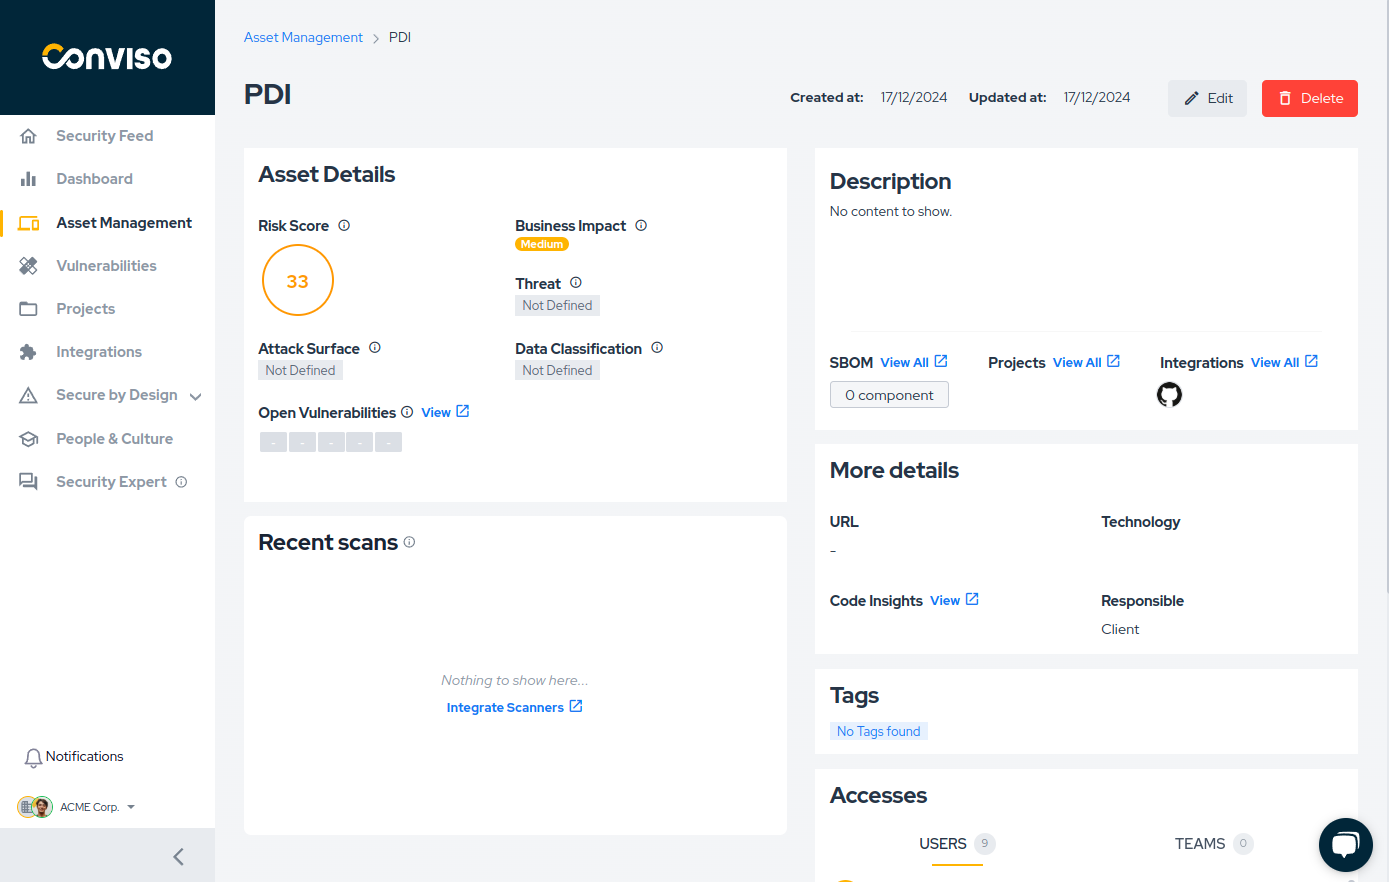 Conviso
Security Feed
Dashboard
Asset Management
Vulnerabilities
Projects
Integrations
Secure by Design
People & Culture
Security Expert
Notifications
ACME Corp.
Asset Management > PDI
PDI
Created at: 17/12/2024 Updated at: 17/12/2024 Edit Delete
Asset Details
Risk Score
33
Business Impact
Medium
Threat
Not Defined
Attack Surface
Not Defined
Data Classification
Not Defined
Open Vulnerabilities View
- - - - -
Recent scans
Nothing to show here...
Integrate Scanners
Description
No content to show.
SBOM View All Projects View All Integrations View All
0 component
More details
URL
-
Technology
Code Insights View
Responsible
Client
Tags
No Tags found
Accesses
USERS 9 TEAMS 0